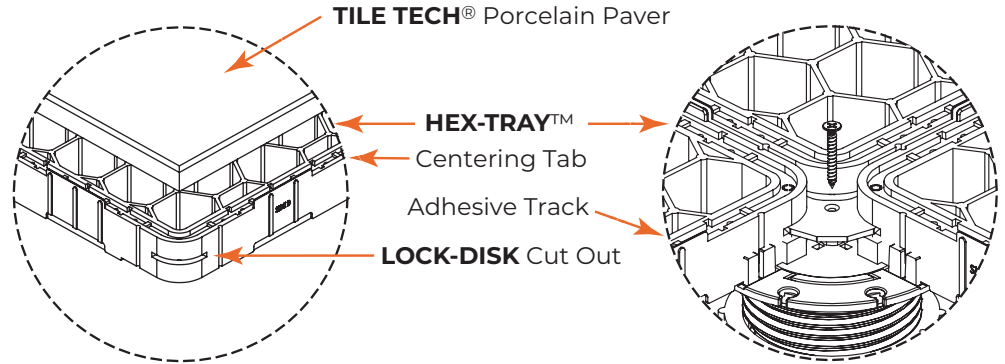 TILE TECH® Porcelain Paver
HEX-TRAY™
Centering Tab
Adhesive Track
LOCK-DISK Cut Out